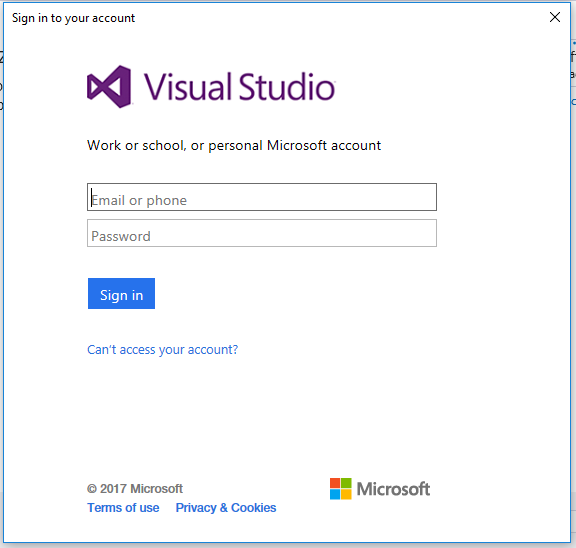 Sign in to your account
Visual Studio
Work or school, or personal Microsoft account
Email or phone
Password
Sign in
Can't access your account?
© 2017 Microsoft
Microsoft
Terms of use Privacy & Cookies